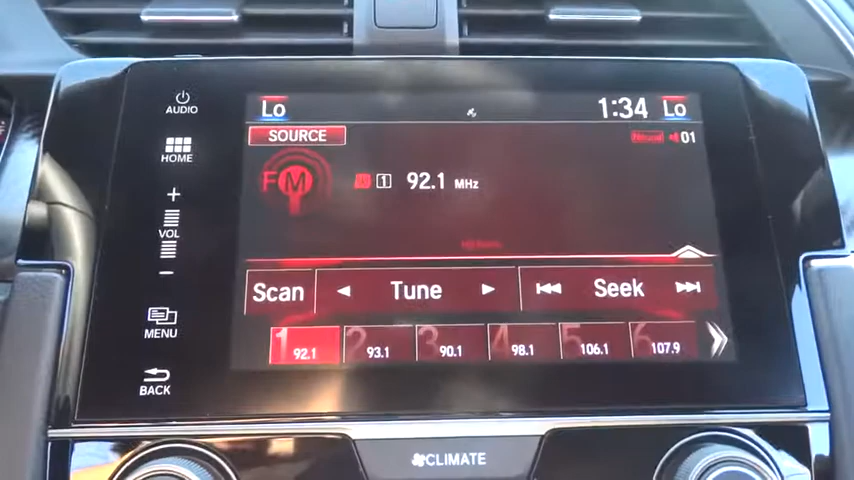 AUDIO
Lo 1:34 Lo
SOURCE
01
HOME
FM
1 92.1 MHz
+
VOL
−
Scan Tune Seek
MENU
1 92.1 2 93.1 3 90.1 4 98.1 5 106.1 6 107.9
BACK
CLIMATE